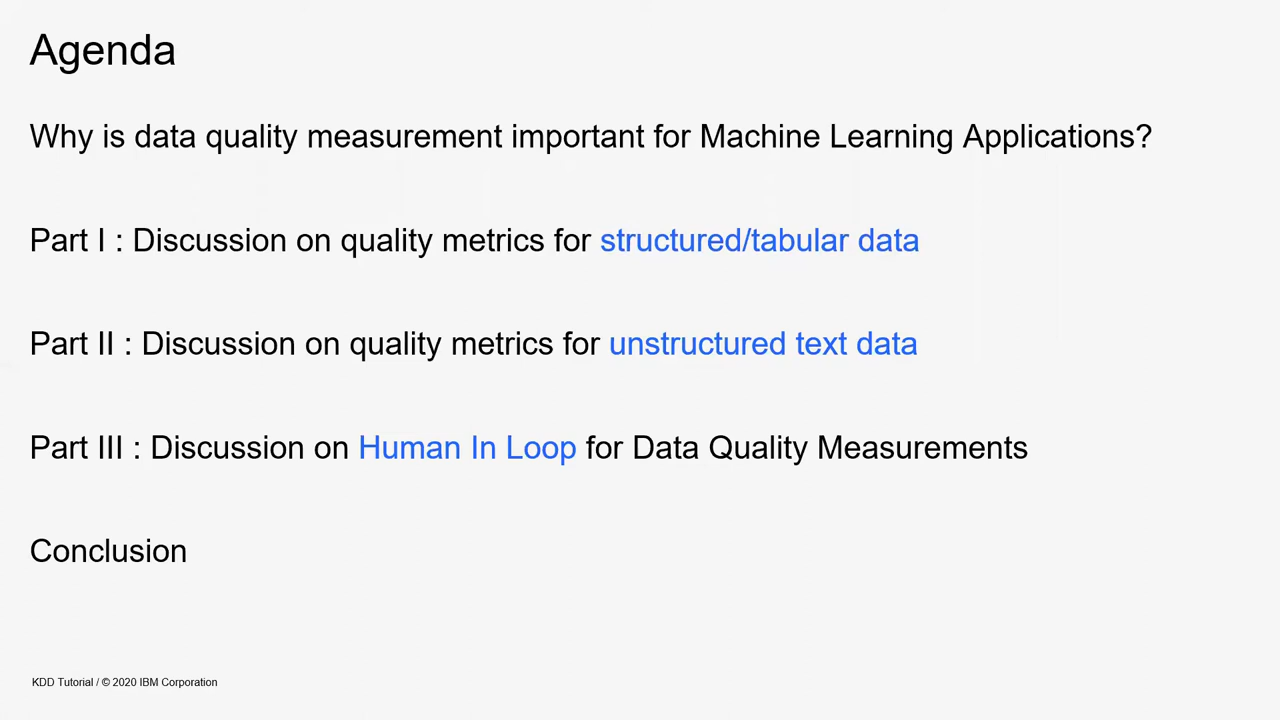 Agenda
Why is data quality measurement important for Machine Learning Applications?
Part I : Discussion on quality metrics for structured/tabular data
Part II : Discussion on quality metrics for unstructured text data
Part III : Discussion on Human In Loop for Data Quality Measurements
Conclusion
KDD Tutorial / © 2020 IBM Corporation